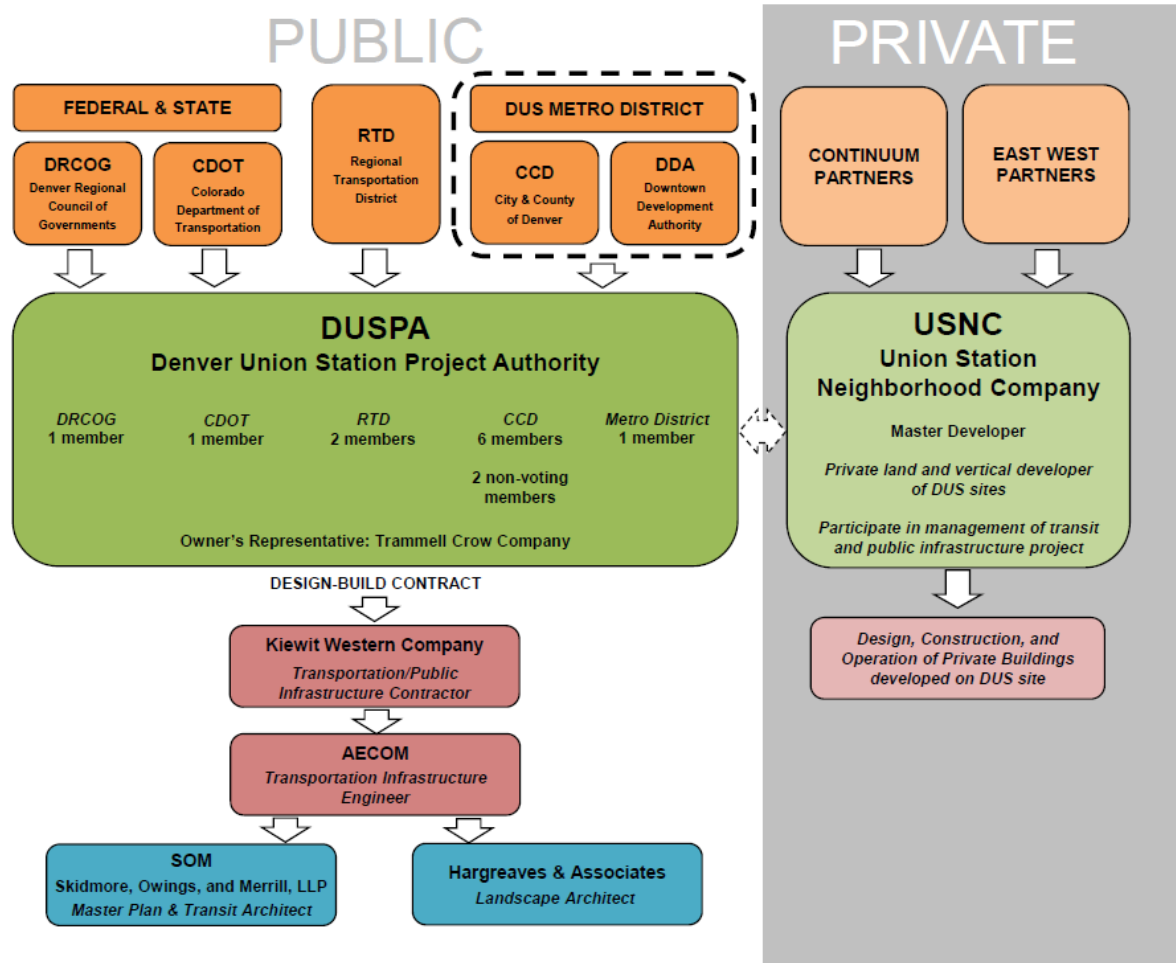 PUBLIC
PRIVATE
FEDERAL & STATE
DRCOG
Denver Regional
Council of
Governments
CDOT
Colorado
Department of
Transportation
RTD
Regional
Transportation
District
DUS METRO DISTRICT
CCD
City & County
of Denver
DDA
Downtown
Development
Authority
CONTINUUM
PARTNERS
EAST WEST
PARTNERS
DUSPA
Denver Union Station Project Authority
DRCOG
1 member
CDOT
1 member
RTD
2 members
CCD
6 members
2 non-voting
members
Metro District
1 member
Owner's Representative: Trammell Crow Company
USNC
Union Station
Neighborhood Company
Master Developer
Private land and vertical developer
of DUS sites
Participate in management of transit
and public infrastructure project
DESIGN-BUILD CONTRACT
Kiewit Western Company
Transportation/Public
Infrastructure Contractor
Design, Construction, and
Operation of Private Buildings
developed on DUS site
AECOM
Transportation Infrastructure
Engineer
SOM
Skidmore, Owings, and Merrill, LLP
Master Plan & Transit Architect
Hargreaves & Associates
Landscape Architect